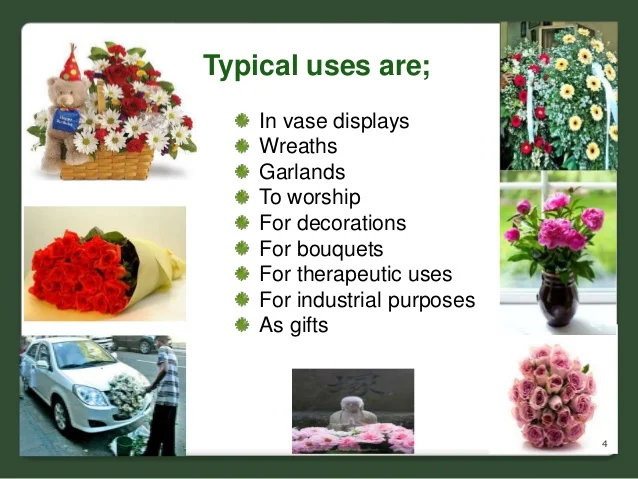 Typical uses are;
In vase displays
Wreaths
Garlands
To worship
For decorations
For bouquets
For therapeutic uses
For industrial purposes
As gifts
4